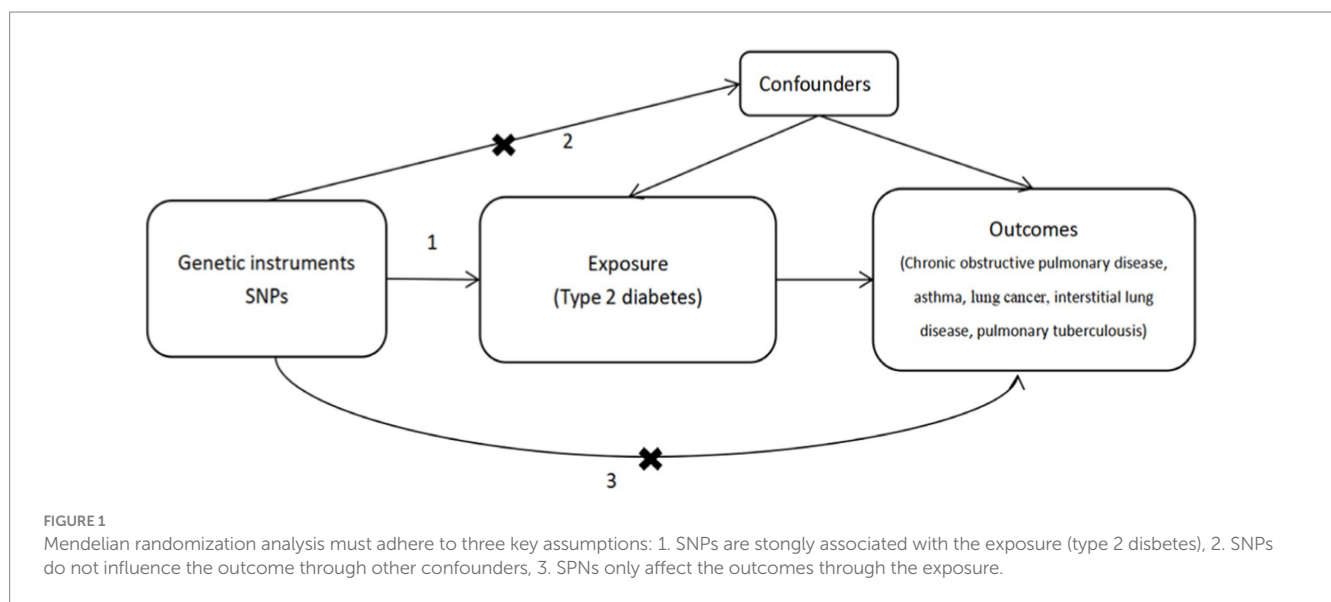 Confounders
2
1
Genetic instruments
SNPs
Exposure
(Type 2 diabetes)
Outcomes
(Chronic obstructive pulmonary disease,
asthma, lung cancer, interstitial lung
disease, pulmonary tuberculousis)
3
FIGURE 1
Mendelian randomization analysis must adhere to three key assumptions: 1. SNPs are stongly associated with the exposure (type 2 disbetes), 2. SNPs
do not influence the outcome through other confounders, 3. SPNs only affect the outcomes through the exposure.